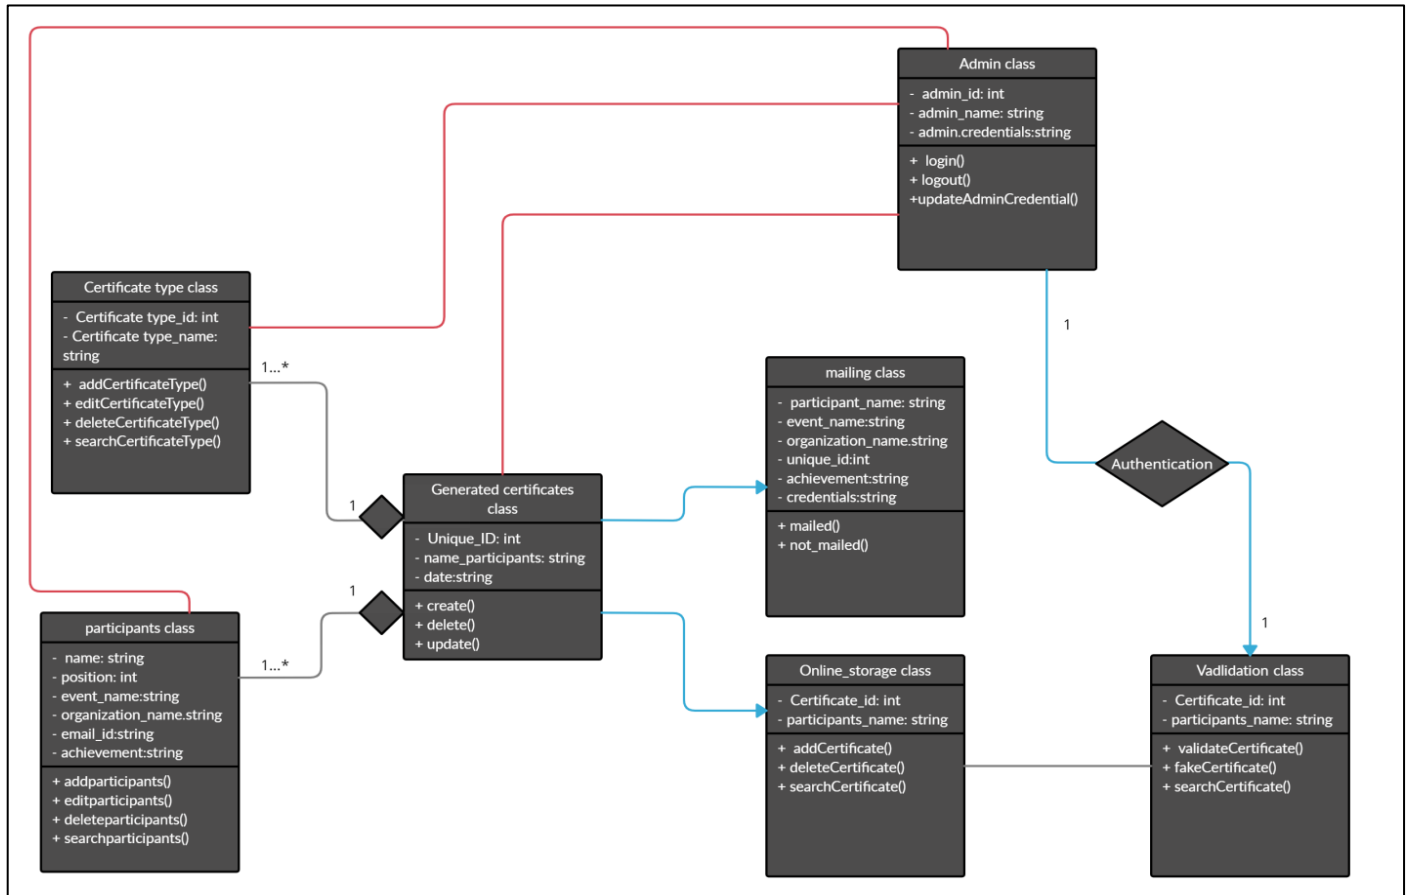 Admin class
- admin_id: int
- admin_name: string
- admin.credentials:string
+ login()
+ logout()
+updateAdminCredential()
Certificate type class
- Certificate type_id: int
- Certificate type_name:
string
+ addCertificateType()
+ editCertificateType()
+ deleteCertificateType()
+ searchCertificateType()
1...*
1
mailing class
- participant_name: string
- event_name:string
- organization_name.string
- unique_id:int
- achievement:string
- credentials:string
+ mailed()
+ not_mailed()
1
Authentication
1
Generated certificates
class
- Unique_ID: int
- name_participants: string
- date:string
+ create()
+ delete()
+ update()
1
1...*
participants class
- name: string
- position: int
- event_name:string
- organization_name.string
- email_id:string
- achievement:string
+ addparticipants()
+ editparticipants()
+ deleteparticipants()
+ searchparticipants()
Online_storage class
- Certificate_id: int
- participants_name: string
+ addCertificate()
+ deleteCertificate()
+ searchCertificate()
Vadlidation class
- Certificate_id: int
- participants_name: string
+ validateCertificate()
+ fakeCertificate()
+ searchCertificate()